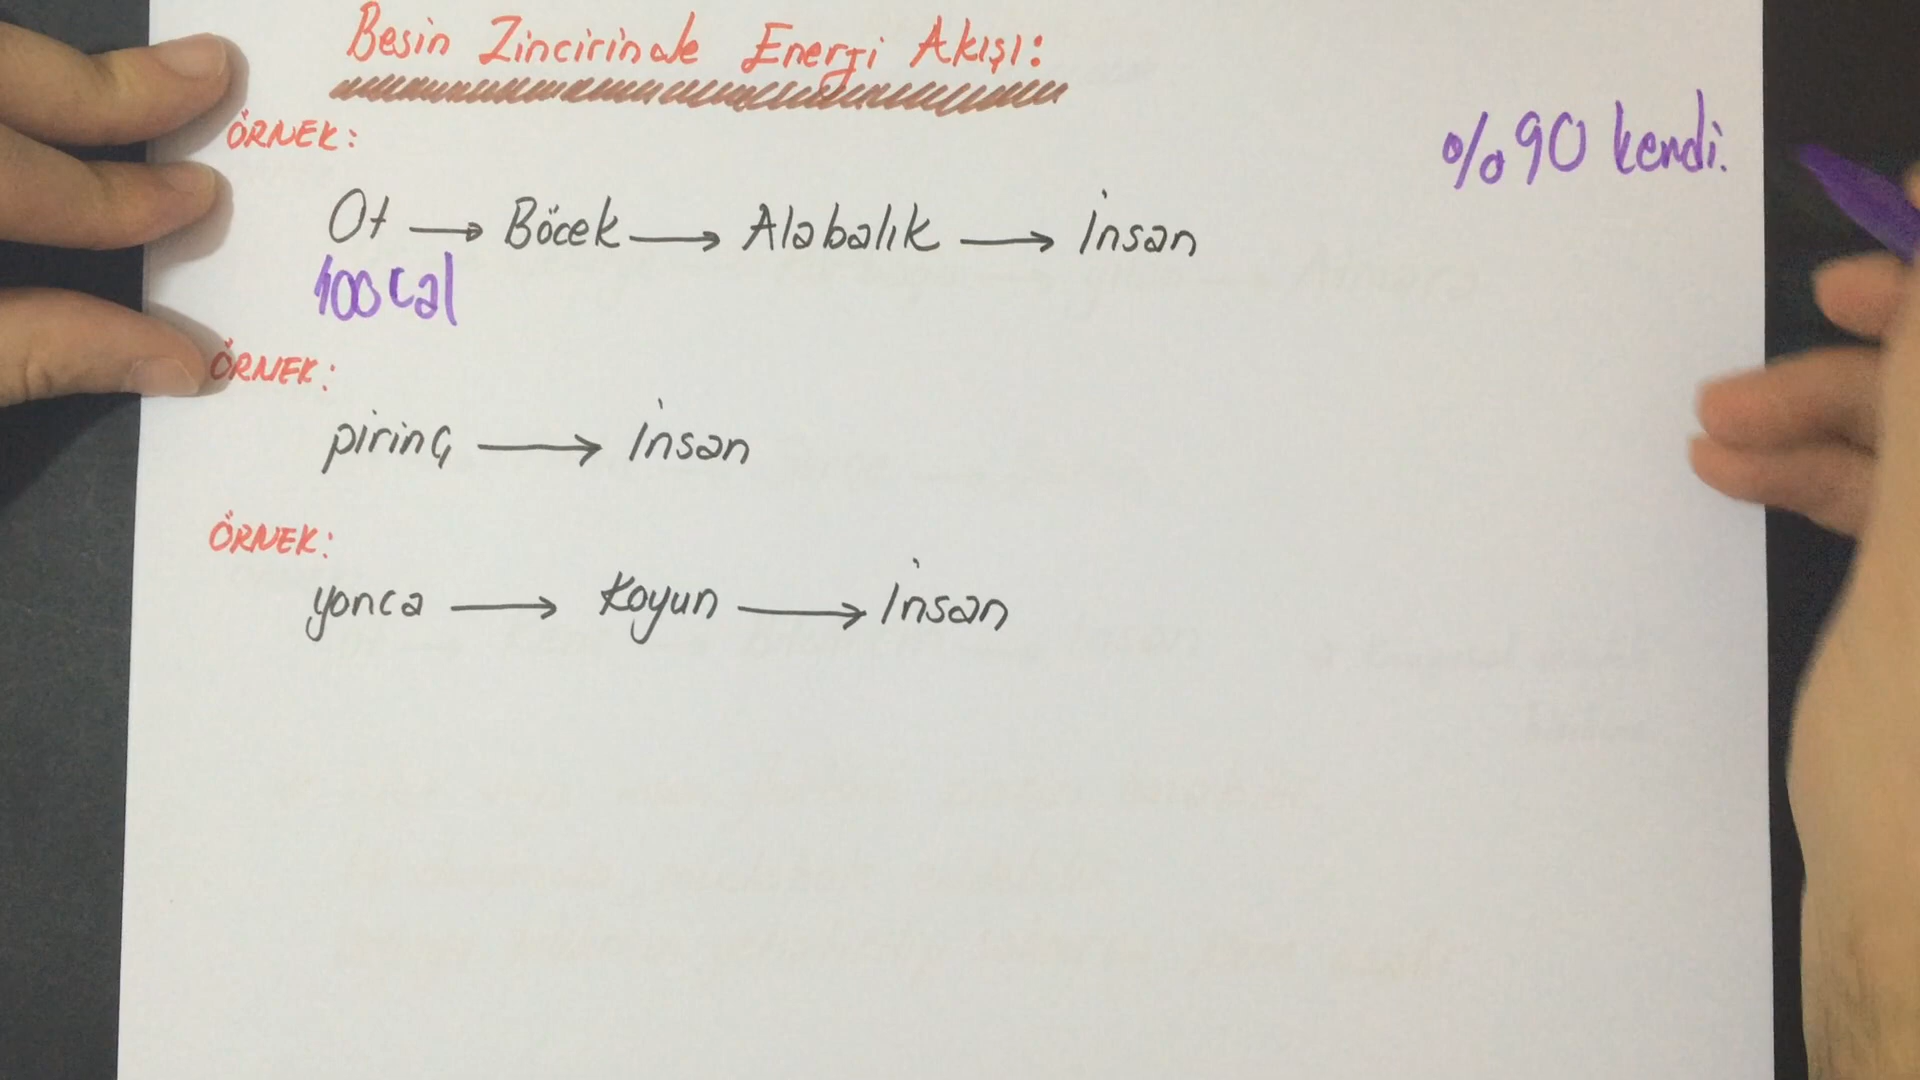 Besin Zincirinde Enerji Akışı:
ÖRNEK:
%90 kendi.
Ot → Böcek → Alabalık → İnsan
100 cal
ÖRNEK:
pirinç → İnsan
ÖRNEK:
yonca → Koyun → İnsan